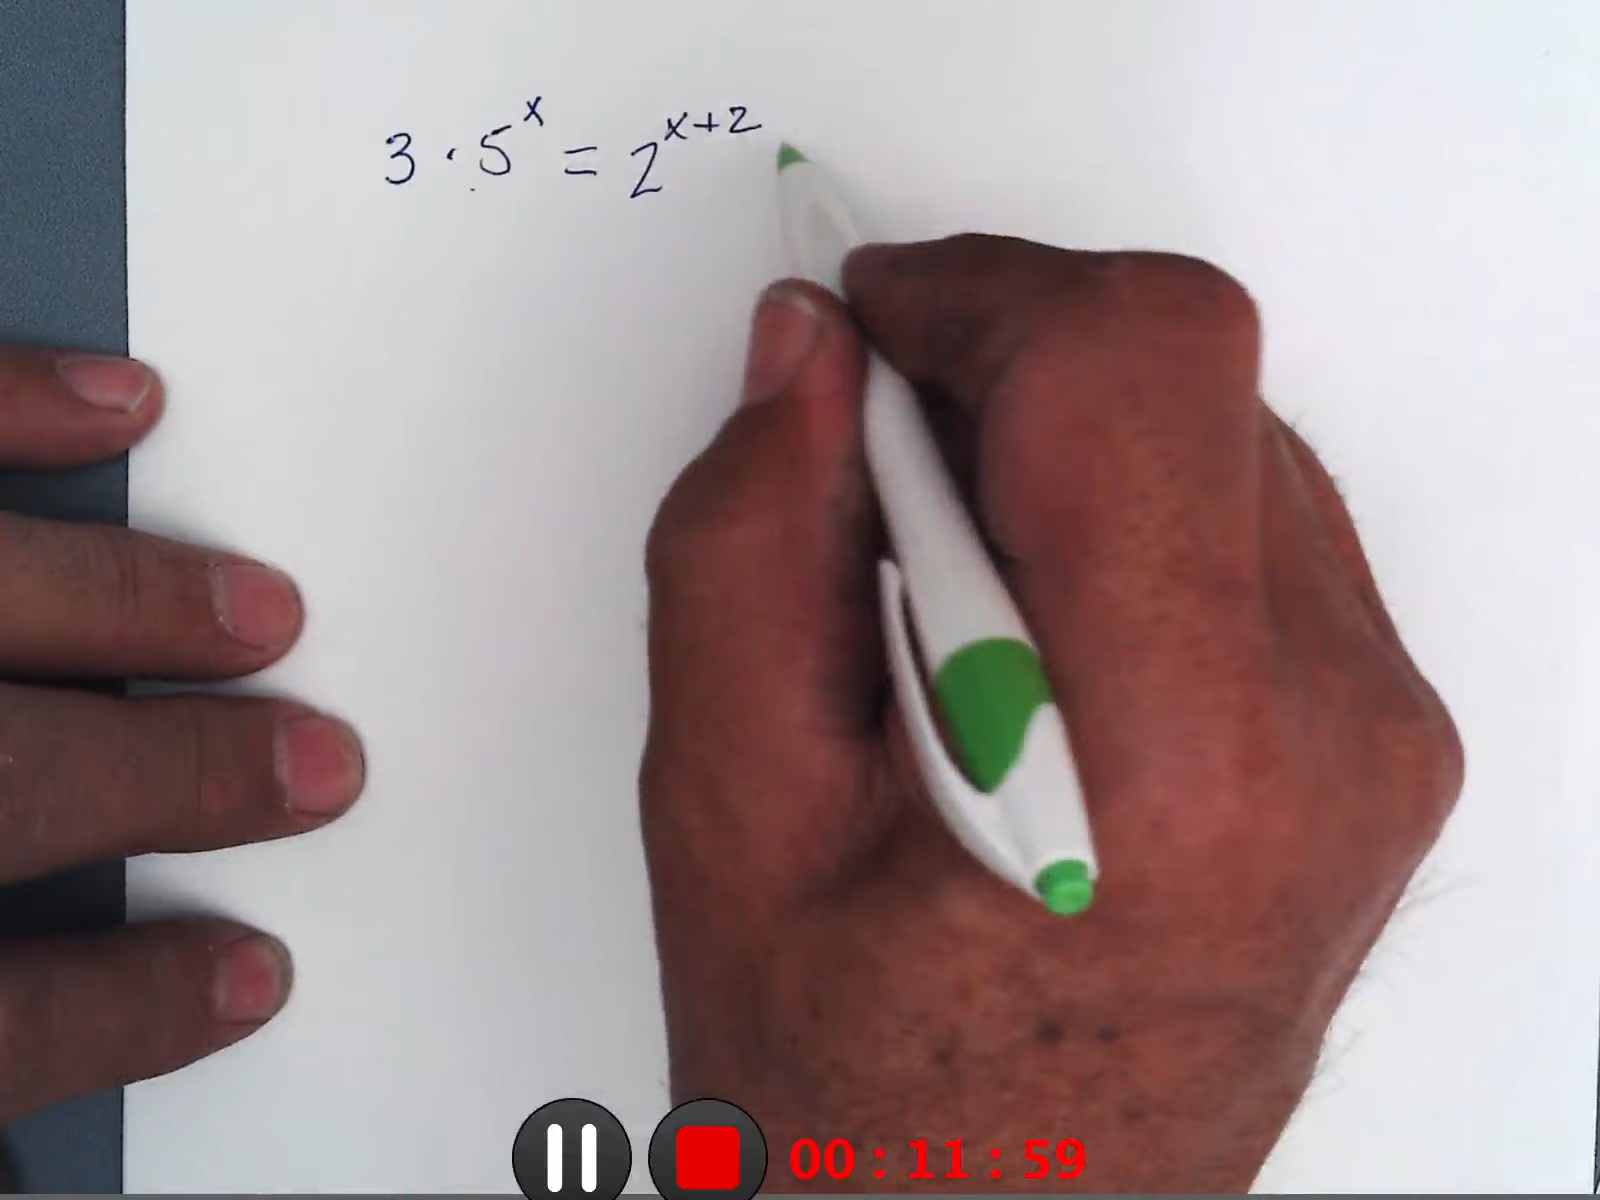 3 · 5^x = 2^{x+2}
00:11:59